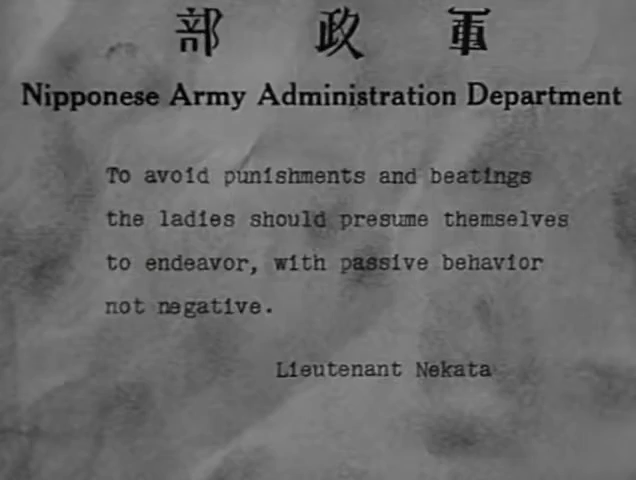 軍政部
Nipponese Army Administration Department
To avoid punishments and beatings
the ladies should presume themselves
to endeavor, with passive behavior
not negative.
Lieutenant Nekata